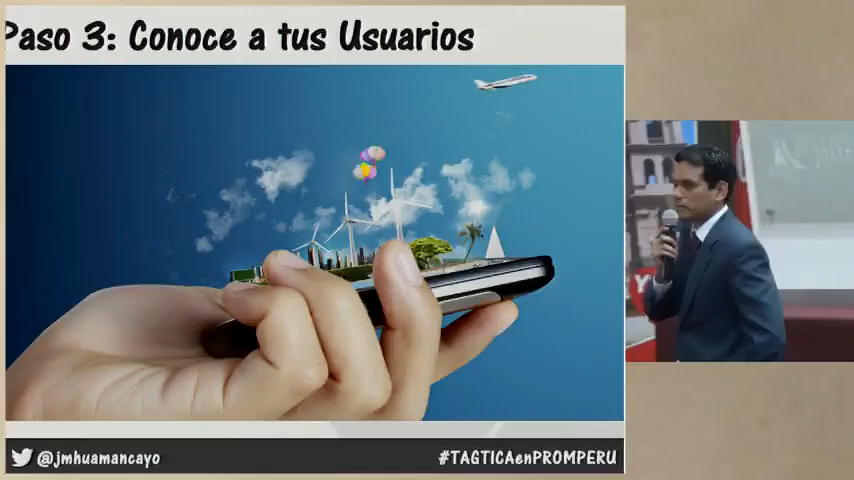 Paso 3: Conoce a tus Usuarios
@jmhuamancayo
#TAGTICAenPROMPERU